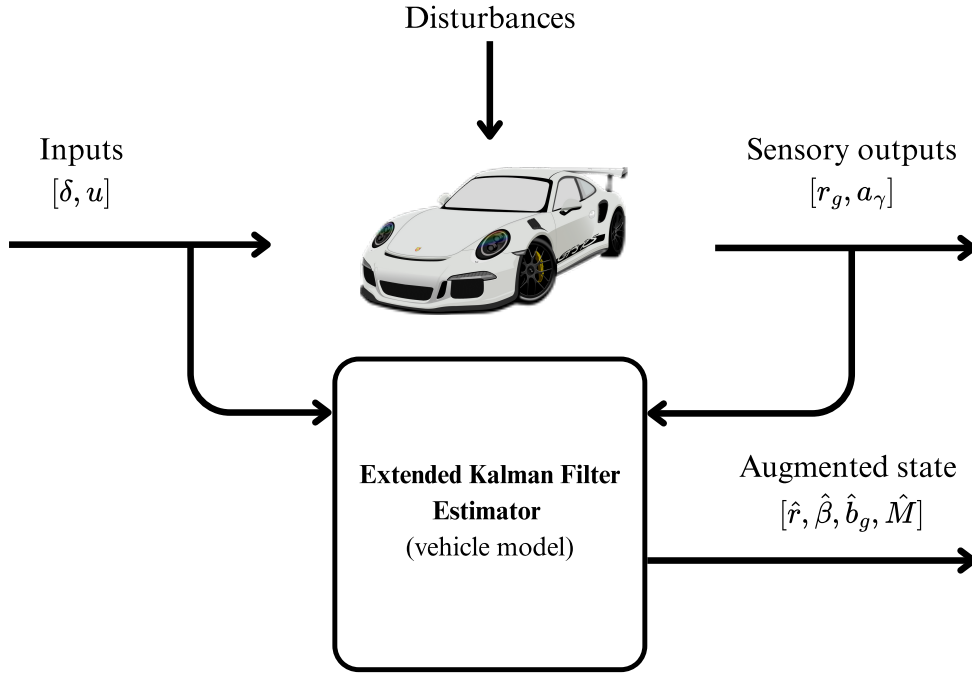 Disturbances
Inputs
[δ, u]
Sensory outputs
[r_g, a_γ]
Extended Kalman Filter
Estimator
(vehicle model)
Augmented state
[r̂, β̂, b̂_g, M̂]